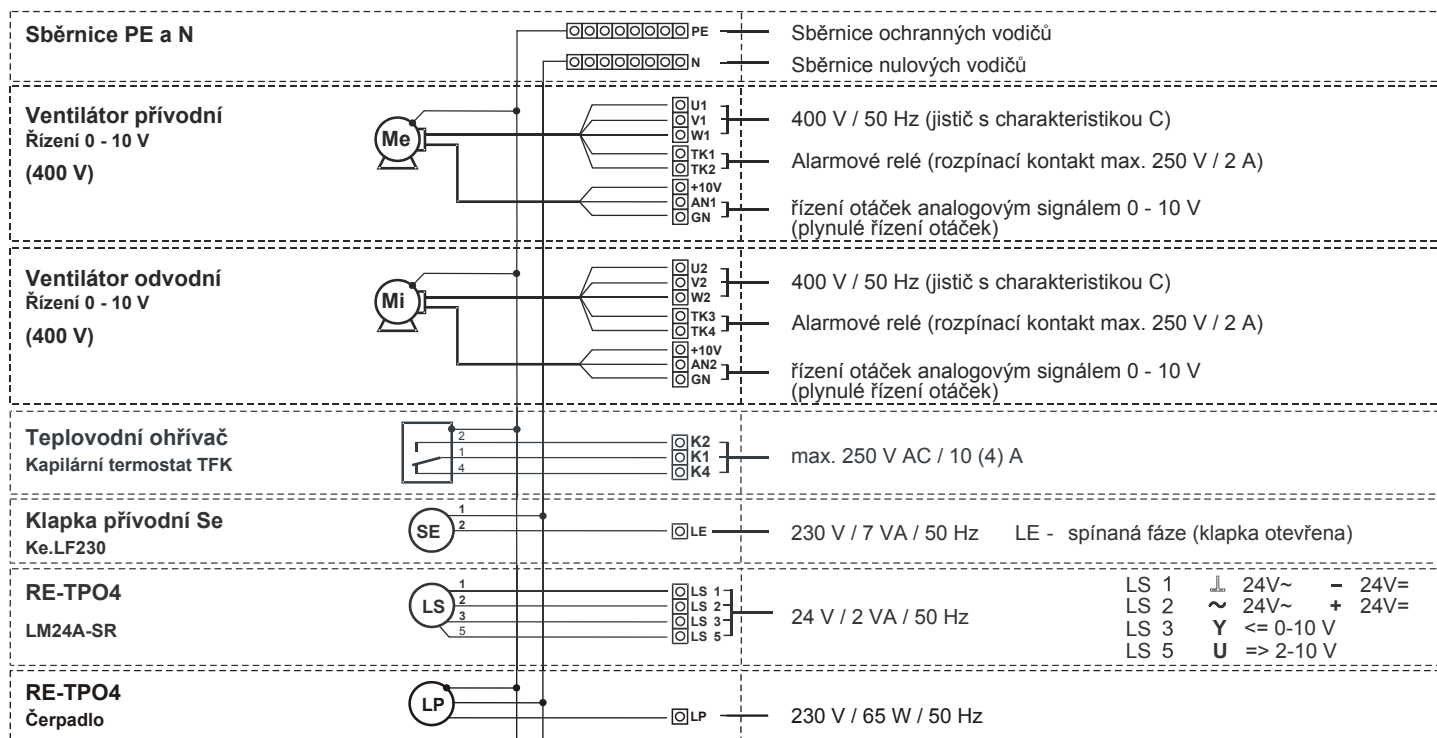 Sběrnice PE a N
PE
Sběrnice ochranných vodičů
N
Sběrnice nulových vodičů
Ventilátor přívodní
Řízení 0 - 10 V
(400 V)
Me
U1
V1
W1
400 V / 50 Hz (jistič s charakteristikou C)
TK1
TK2
Alarmové relé (rozpínací kontakt max. 250 V / 2 A)
+10V
AN1
GN
řízení otáček analogovým signálem 0 - 10 V
(plynulé řízení otáček)
Ventilátor odvodní
Řízení 0 - 10 V
(400 V)
Mi
U2
V2
W2
400 V / 50 Hz (jistič s charakteristikou C)
TK3
TK4
Alarmové relé (rozpínací kontakt max. 250 V / 2 A)
+10V
AN2
GN
řízení otáček analogovým signálem 0 - 10 V
(plynulé řízení otáček)
Teplovodní ohřívač
Kapilární termostat TFK
2
1
4
K2
K1
K4
max. 250 V AC / 10 (4) A
Klapka přívodní Se
Ke.LF230
SE
1
2
LE
230 V / 7 VA / 50 Hz LE - spínaná fáze (klapka otevřena)
RE-TPO4
LM24A-SR
LS
1
2
3
5
LS 1
LS 2
LS 3
LS 5
24 V / 2 VA / 50 Hz
LS 1 ⊥ 24V~ – 24V=
LS 2 ~ 24V~ + 24V=
LS 3 Y <= 0-10 V
LS 5 U => 2-10 V
RE-TPO4
Čerpadlo
LP
LP
230 V / 65 W / 50 Hz